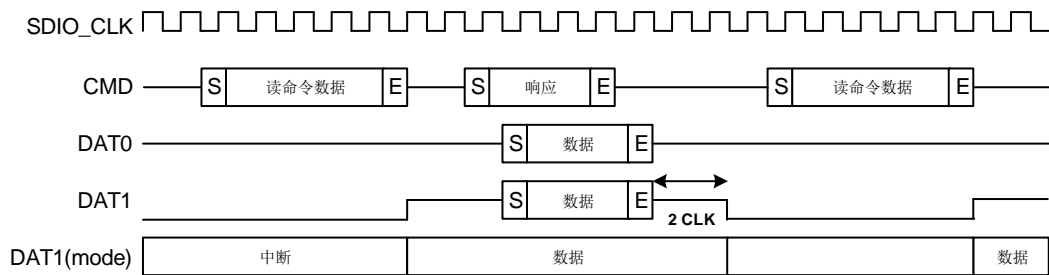 SDIO_CLK
CMD S 读命令数据 E S 响应 E S 读命令数据 E
DAT0 S 数据 E
DAT1 S 数据 E
2 CLK
DAT1(mode) 中断 数据 数据